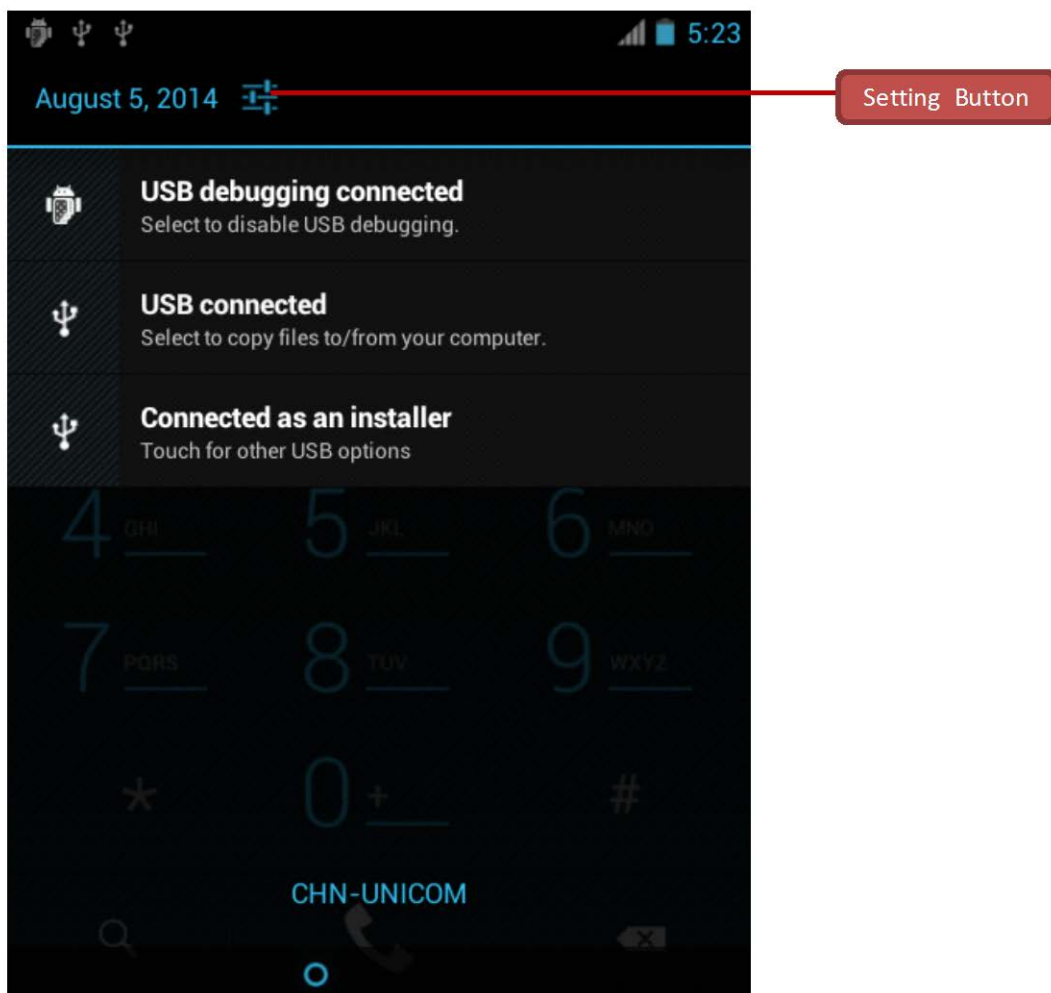 5:23
August 5, 2014
Setting Button
USB debugging connected
Select to disable USB debugging.
USB connected
Select to copy files to/from your computer.
Connected as an installer
Touch for other USB options
4 GHI 5 JKL 6 MNO
7 PQRS 8 TUV 9 WXYZ
* 0 + #
CHN-UNICOM